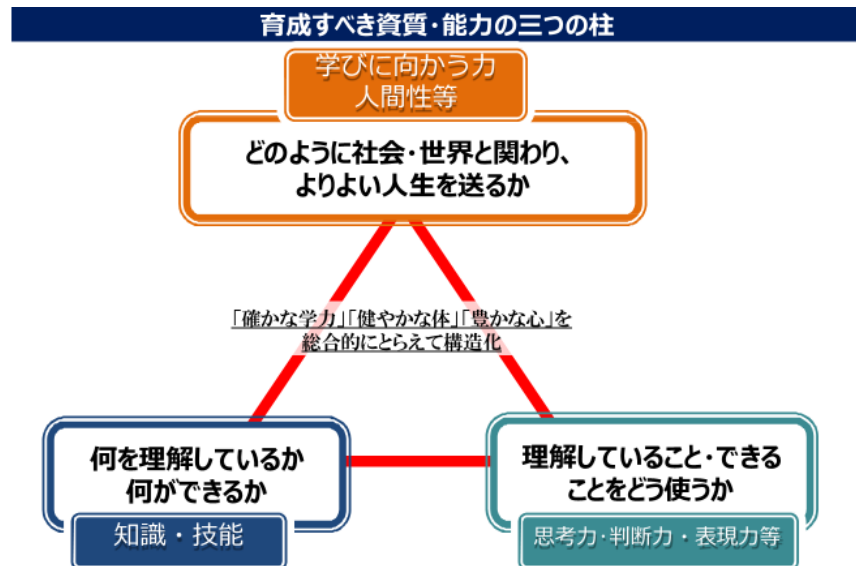 育成すべき資質・能力の三つの柱
学びに向かう力
人間性等
どのように社会・世界と関わり、
よりよい人生を送るか
「確かな学力」「健やかな体」「豊かな心」を
総合的にとらえて構造化
何を理解しているか
何ができるか
知識・技能
理解していること・できる
ことをどう使うか
思考力・判断力・表現力等